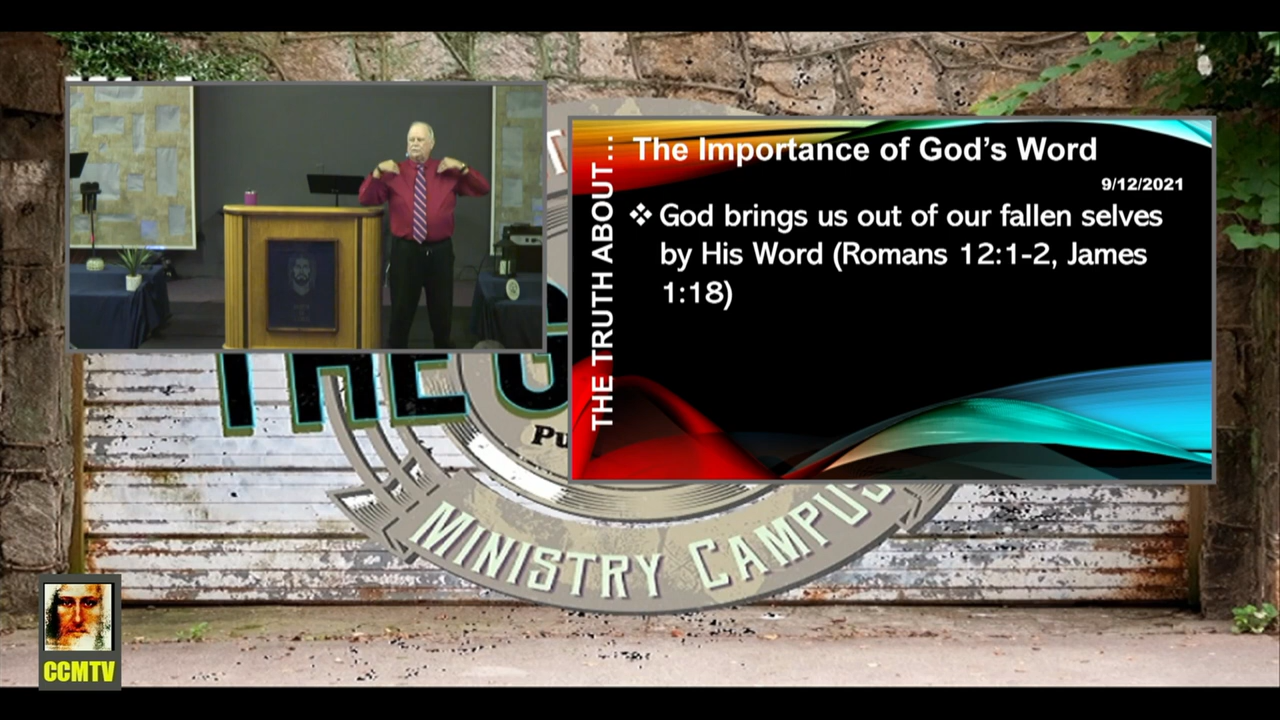 THE TRUTH ABOUT...
The Importance of God's Word
9/12/2021
❖ God brings us out of our fallen selves
by His Word (Romans 12:1-2, James
1:18)
THE
MINISTRY CAMPUS
CCMTV